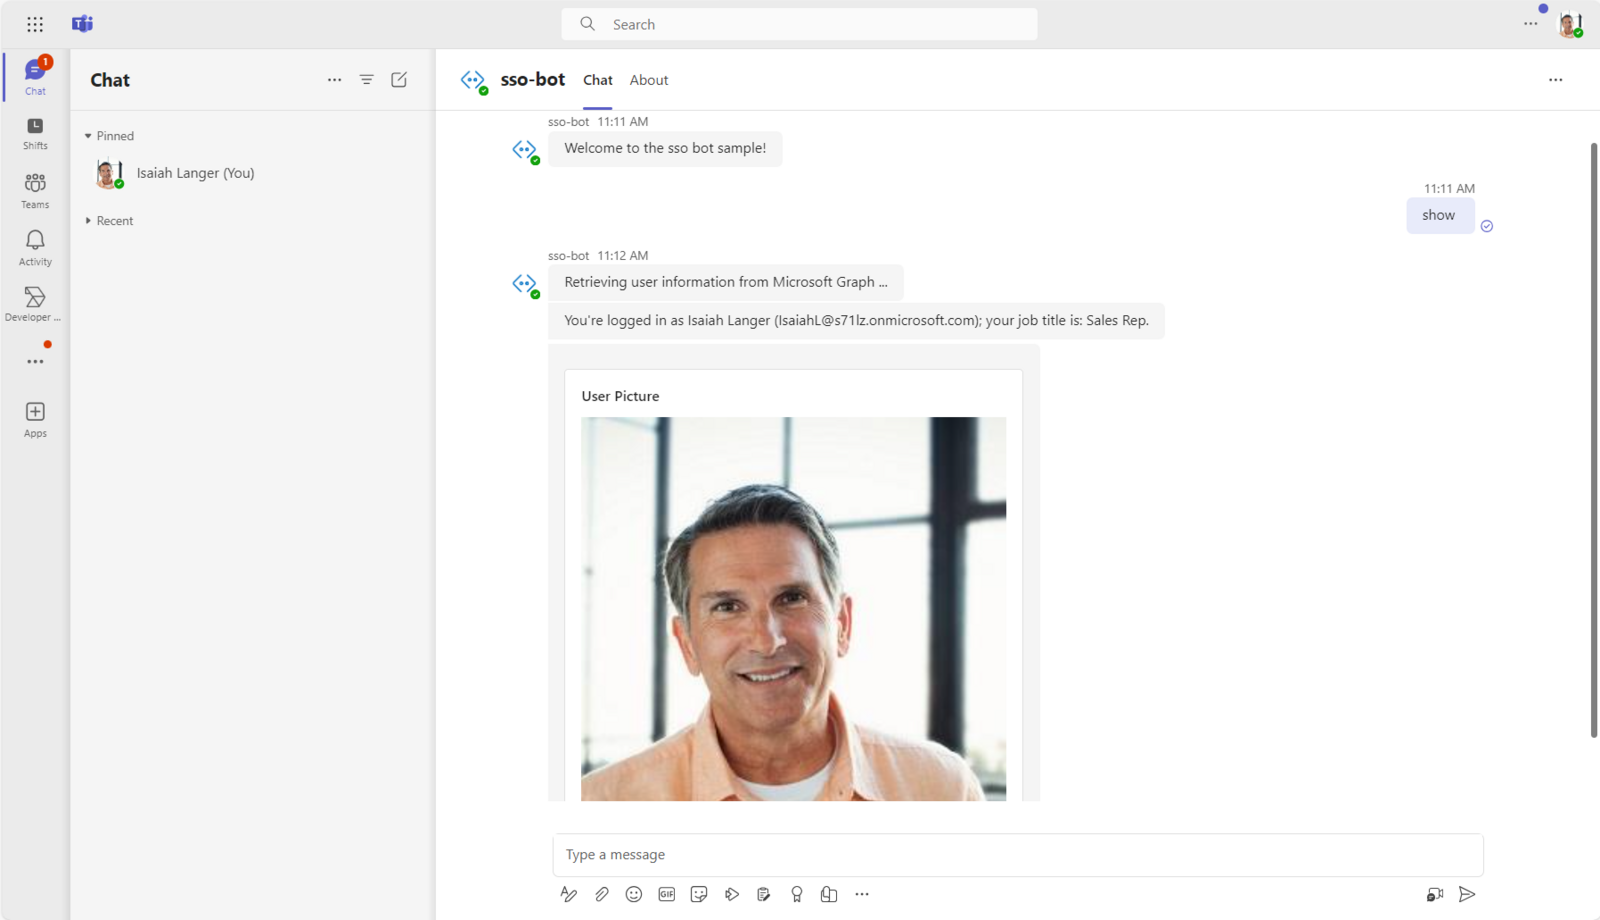 Search
1
Chat
Shifts
Teams
Activity
Developer ...
Apps
Chat
Pinned
Isaiah Langer (You)
Recent
sso-bot Chat About
sso-bot 11:11 AM
Welcome to the sso bot sample!
11:11 AM
show
sso-bot 11:12 AM
Retrieving user information from Microsoft Graph ...
You're logged in as Isaiah Langer (IsaiahL@s71lz.onmicrosoft.com); your job title is: Sales Rep.
User Picture
Type a message
GIF